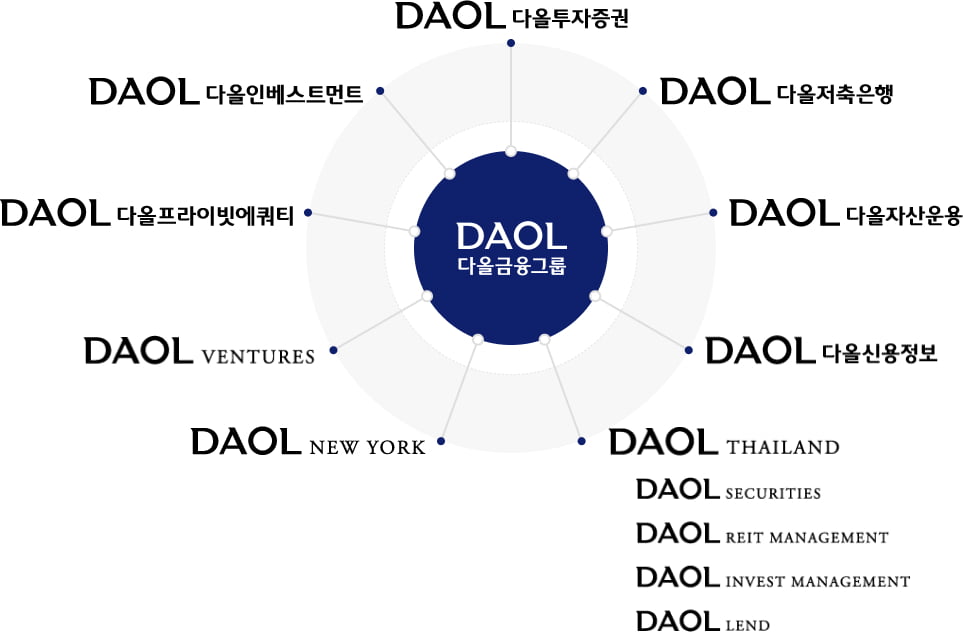 DAOL 다올투자증권
DAOL 다올인베스트먼트
DAOL 다올저축은행
DAOL 다올프라이빗에쿼티
DAOL 다올자산운용
DAOL
다올금융그룹
DAOL VENTURES
DAOL 다올신용정보
DAOL NEW YORK
DAOL THAILAND
DAOL SECURITIES
DAOL REIT MANAGEMENT
DAOL INVEST MANAGEMENT
DAOL LEND